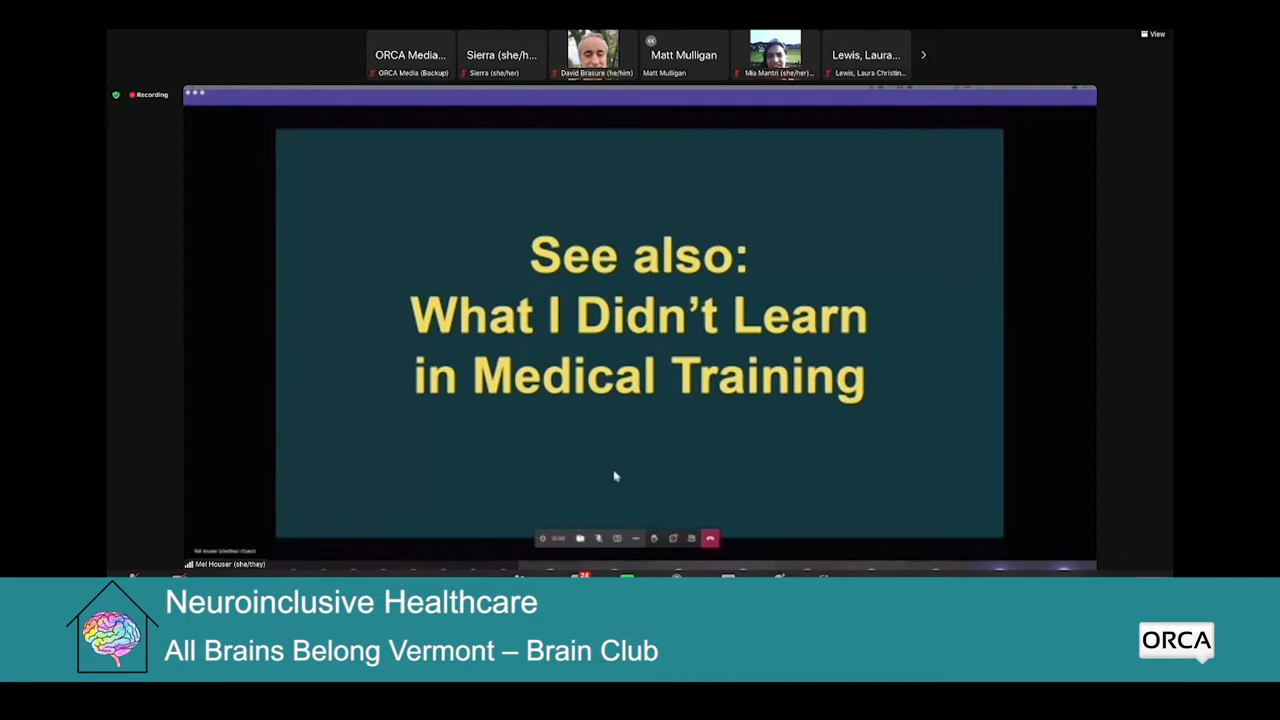 View
ORCA Media...
Sierra (she/h...
Matt Mulligan
Lewis, Laura...
ORCA Media (Backup)
Sierra (she/her)
David Brasure (he/him)
Matt Mulligan
Mia Mantri (she/her)...
Lewis, Laura Christin...
Recording
See also:
What I Didn’t Learn
in Medical Training
Mel Houser (she/they)
24
Neuroinclusive Healthcare
All Brains Belong Vermont – Brain Club
ORCA